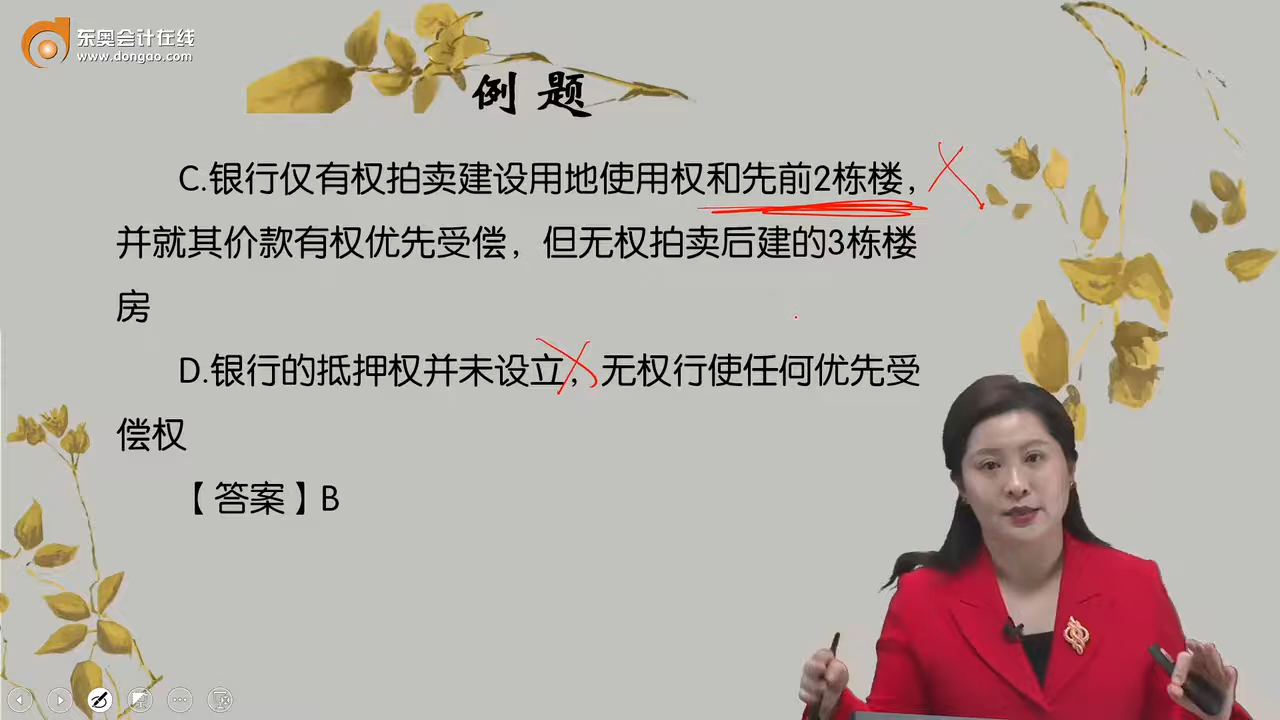 东奥会计在线
www.dongao.com
例题
C.银行仅有权拍卖建设用地使用权和先前2栋楼，
并就其价款有权优先受偿，但无权拍卖后建的3栋楼
房
D.银行的抵押权并未设立，无权行使任何优先受
偿权
【答案】B